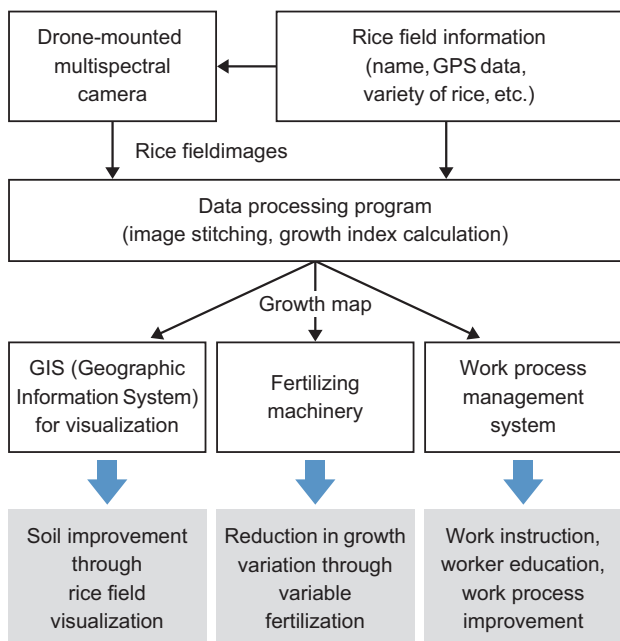 Drone-mounted
multispectral
camera
Rice field information
(name, GPS data,
variety of rice, etc.)
Rice fieldimages
Data processing program
(image stitching, growth index calculation)
Growth map
GIS (Geographic
Information System)
for visualization
Fertilizing
machinery
Work process
management
system
Soil improvement
through
rice field
visualization
Reduction in growth
variation through
variable
fertilization
Work instruction,
worker education,
work process
improvement